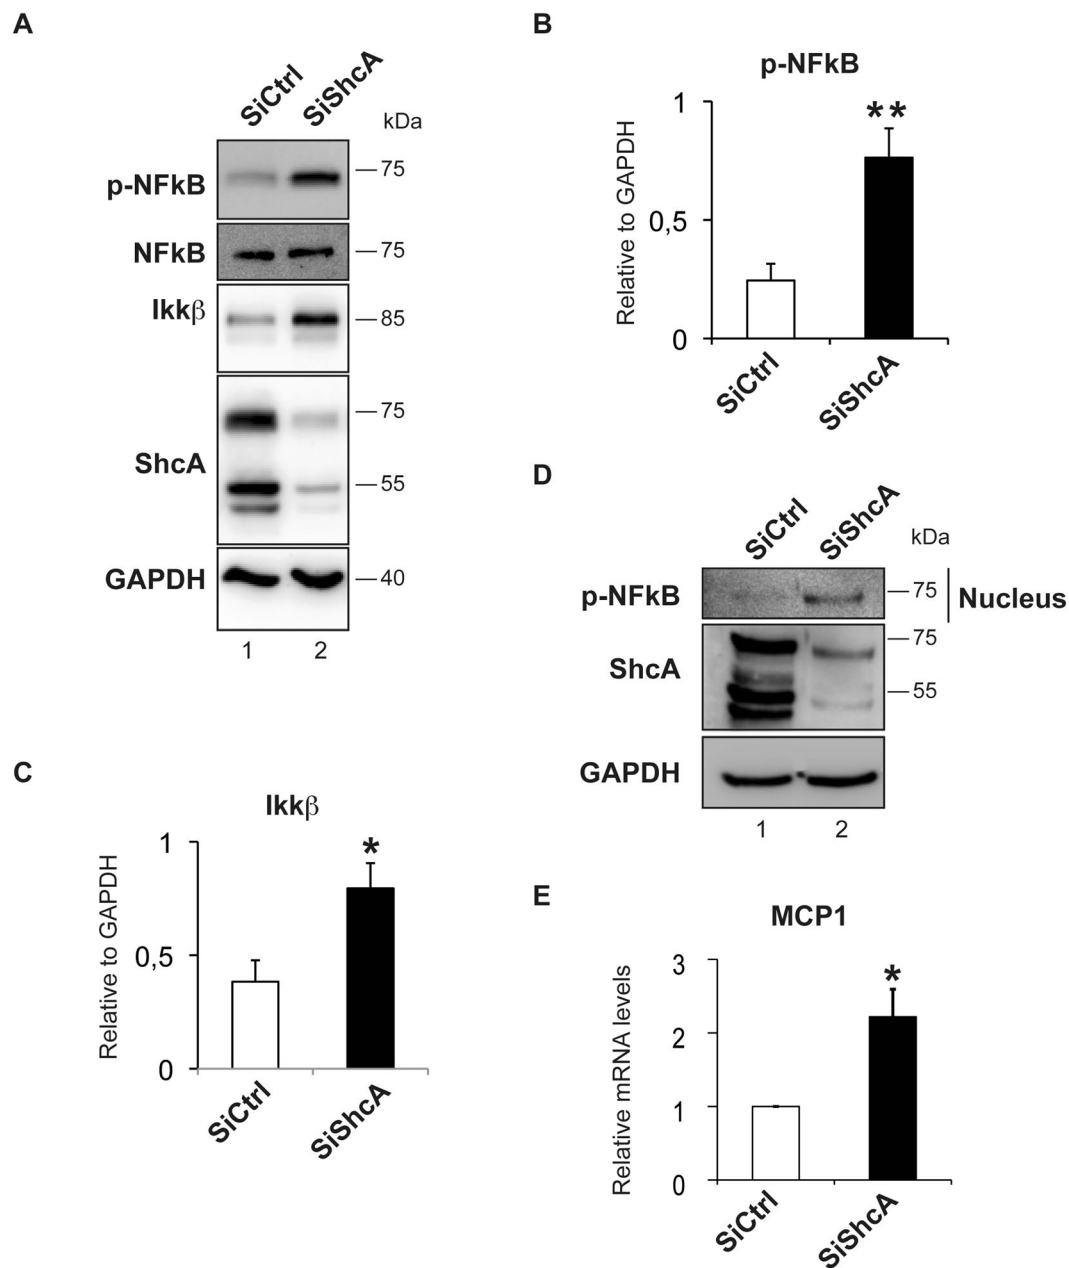 A
SiCtrl SiShcA
kDa
p-NFkB
75
NFkB
75
Ikkβ
85
ShcA
75
55
GAPDH
40
1 2
B
p-NFkB
Relative to GAPDH
1
**
0,5
0
SiCtrl SiShcA
C
Ikkβ
Relative to GAPDH
1
*
0,5
0
SiCtrl SiShcA
D
SiCtrl SiShcA
kDa
p-NFkB
75
Nucleus
ShcA
75
55
GAPDH
1 2
E
MCP1
Relative mRNA levels
3
*
2
1
0
SiCtrl SiShcA